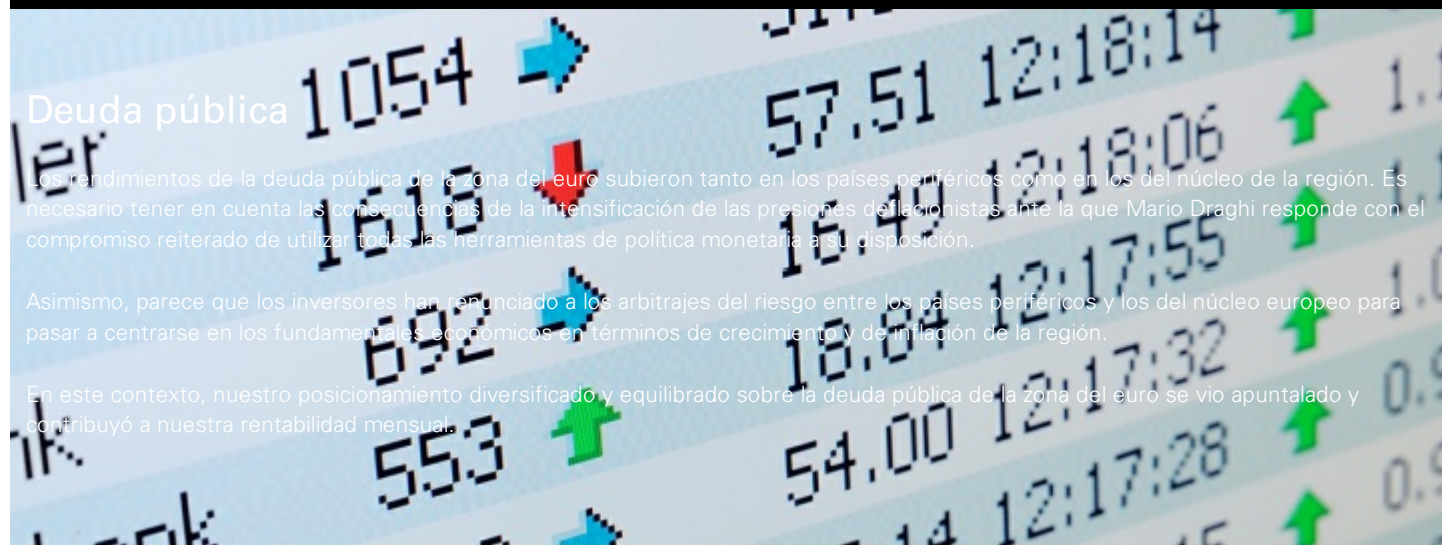 Deuda pública
Los rendimientos de la deuda pública de la zona del euro subieron tanto en los países periféricos como en los del núcleo de la región. Es
necesario tener en cuenta las consecuencias de la intensificación de las presiones deflacionistas ante la que Mario Draghi responde con el
compromiso reiterado de utilizar todas las herramientas de política monetaria a su disposición.
Asimismo, parece que los inversores han renunciado a los arbitrajes del riesgo entre los países periféricos y los del núcleo europeo para
pasar a centrarse en los fundamentales económicos en términos de crecimiento y de inflación de la región.
En este contexto, nuestro posicionamiento diversificado y equilibrado sobre la deuda pública de la zona del euro se vio apuntalado y
contribuyó a nuestra rentabilidad mensual.
1054 57.51 12:18:14
1618 16.49 12:18:06
692 18.84 12:17:55
553 54.00 12:17:32
12:17:28